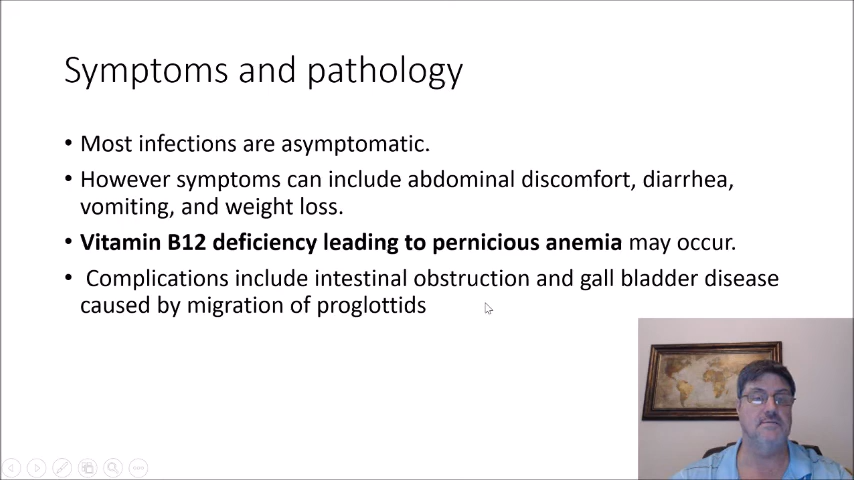 Symptoms and pathology
• Most infections are asymptomatic.
• However symptoms can include abdominal discomfort, diarrhea,
vomiting, and weight loss.
• Vitamin B12 deficiency leading to pernicious anemia may occur.
• Complications include intestinal obstruction and gall bladder disease
caused by migration of proglottids